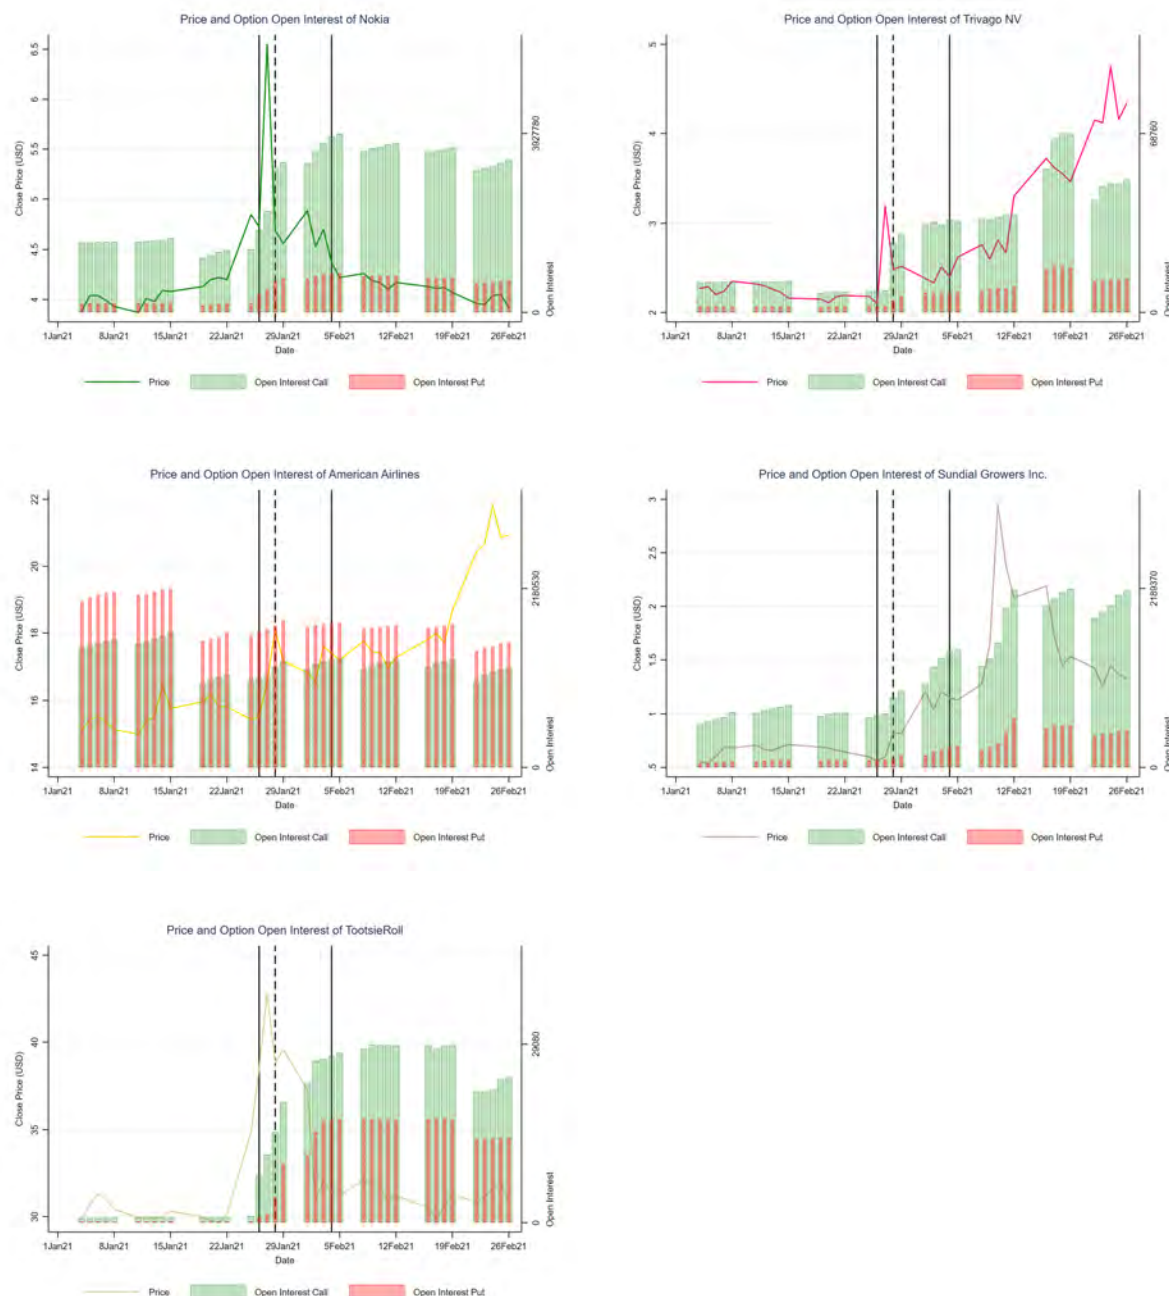 Price and Option Open Interest of Nokia
Close Price (USD)
6.5
6
5.5
5
4.5
4
3927780
0
Open Interest
1Jan21 8Jan21 15Jan21 22Jan21 29Jan21 5Feb21 12Feb21 19Feb21 26Feb21
Date
Price Open Interest Call Open Interest Put
Price and Option Open Interest of Trivago NV
Close Price (USD)
5
4
3
2
68760
0
Open Interest
1Jan21 8Jan21 15Jan21 22Jan21 29Jan21 5Feb21 12Feb21 19Feb21 26Feb21
Date
Price Open Interest Call Open Interest Put
Price and Option Open Interest of American Airlines
Close Price (USD)
22
20
18
16
14
2180530
0
Open Interest
1Jan21 8Jan21 15Jan21 22Jan21 29Jan21 5Feb21 12Feb21 19Feb21 26Feb21
Date
Price Open Interest Call Open Interest Put
Price and Option Open Interest of Sundial Growers Inc.
Close Price (USD)
3
2.5
2
1.5
1
.5
2189370
0
Open Interest
1Jan21 8Jan21 15Jan21 22Jan21 29Jan21 5Feb21 12Feb21 19Feb21 26Feb21
Date
Price Open Interest Call Open Interest Put
Price and Option Open Interest of TootsieRoll
Close Price (USD)
45
40
35
30
29080
0
Open Interest
1Jan21 8Jan21 15Jan21 22Jan21 29Jan21 5Feb21 12Feb21 19Feb21 26Feb21
Date
Price Open Interest Call Open Interest Put